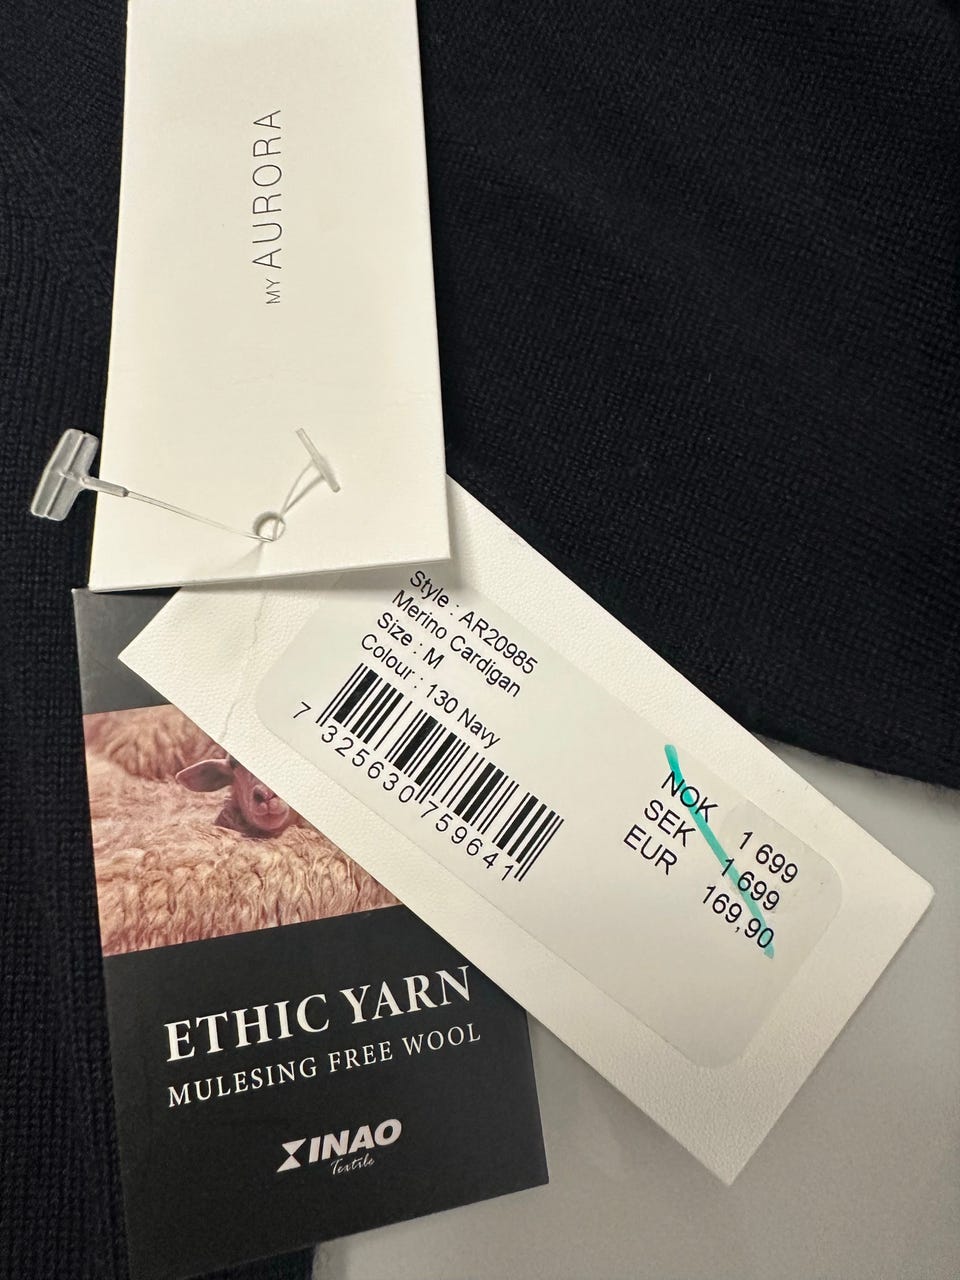 MY AURORA
Style : AR20985
Merino Cardigan
Size : M
Colour : 130 Navy
7 325630 759641
NOK 1 699
SEK 1 699
EUR 169,90
ETHIC YARN
MULESING FREE WOOL
XINAO
Textile